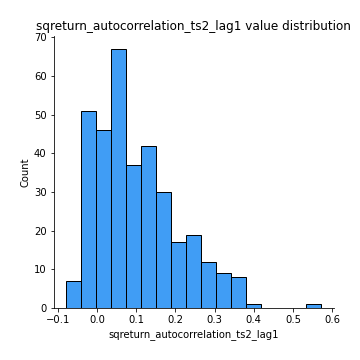 sqreturn_autocorrelation_ts2_lag1 value distribution
70
60
50
40
30
20
10
0
Count
−0.1 0.0 0.1 0.2 0.3 0.4 0.5 0.6
sqreturn_autocorrelation_ts2_lag1